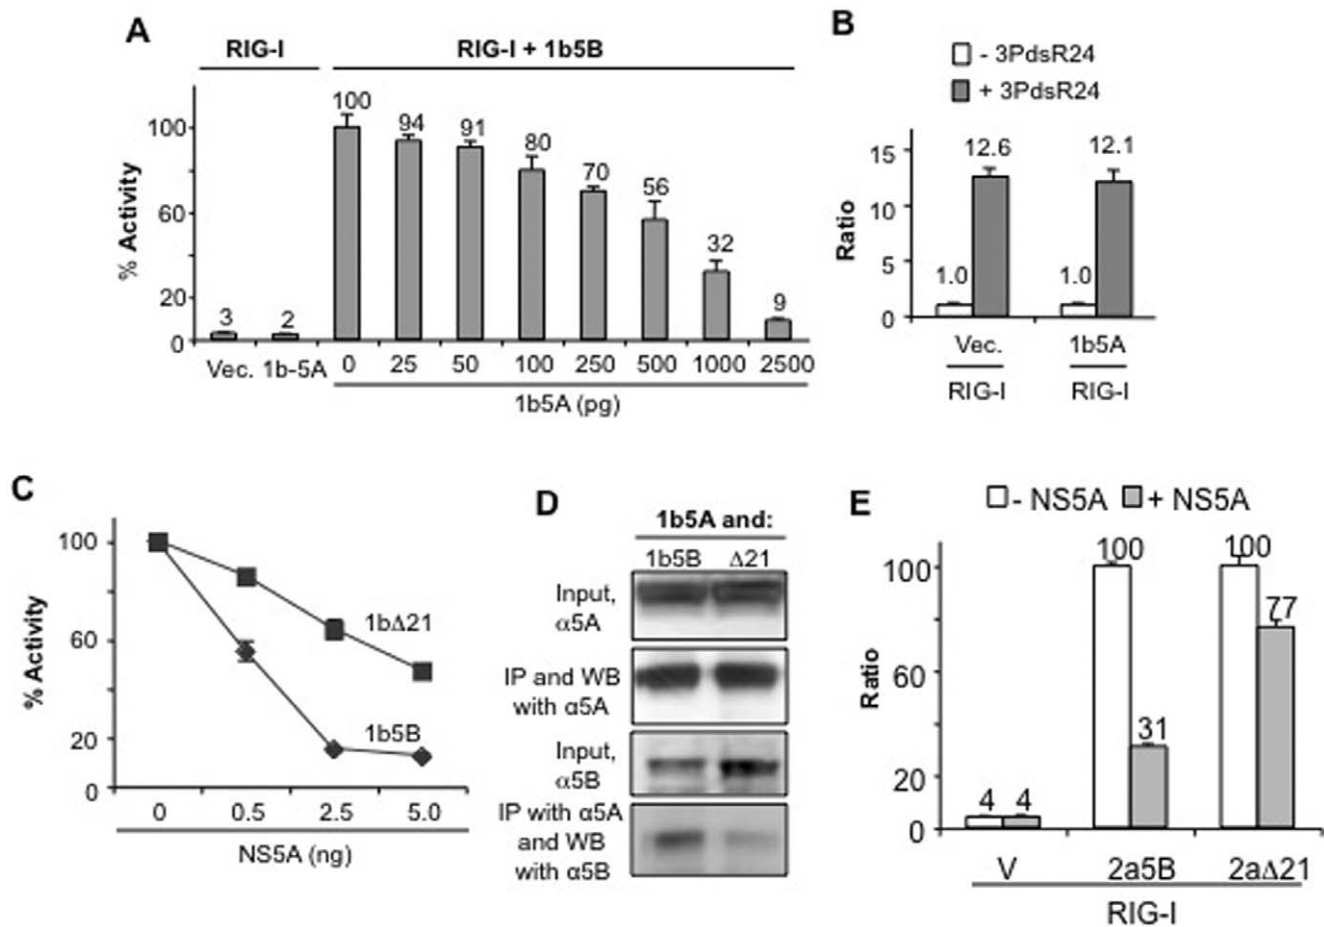 A
RIG-I
RIG-I + 1b5B
% Activity
100
60
20
0
3
2
100
94
91
80
70
56
32
9
Vec. 1b-5A
0 25 50 100 250 500 1000 2500
1b5A (pg)
B
- 3PdsR24
+ 3PdsR24
Ratio
15
10
5
0
1.0
12.6
1.0
12.1
Vec.
1b5A
RIG-I
RIG-I
C
% Activity
100
60
20
0
1bΔ21
1b5B
0 0.5 2.5 5.0
NS5A (ng)
D
1b5A and:
1b5B Δ21
Input,
α5A
IP and WB
with α5A
Input,
α5B
IP with α5A
and WB
with α5B
E
- NS5A + NS5A
Ratio
100
60
20
0
4
4
100
31
100
77
V 2a5B 2aΔ21
RIG-I